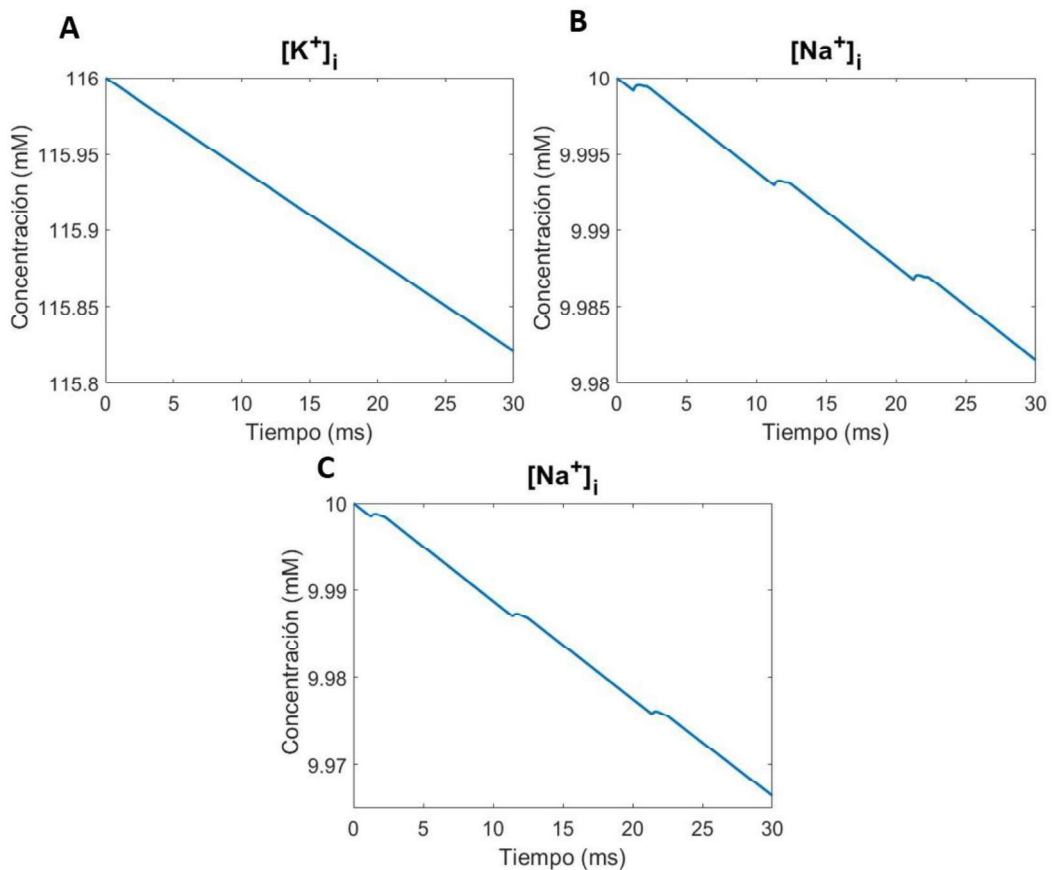 A
[K+]i
Concentración (mM)
116
115.95
115.9
115.85
115.8
0 5 10 15 20 25 30
Tiempo (ms)
B
[Na+]i
Concentración (mM)
10
9.995
9.99
9.985
9.98
0 5 10 15 20 25 30
Tiempo (ms)
C
[Na+]i
Concentración (mM)
10
9.99
9.98
9.97
0 5 10 15 20 25 30
Tiempo (ms)